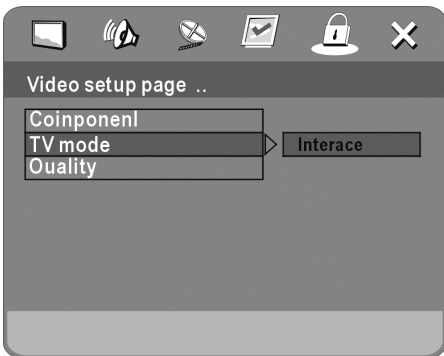 Video setup page ..
Coinponenl
TV mode
Interace
Ouality